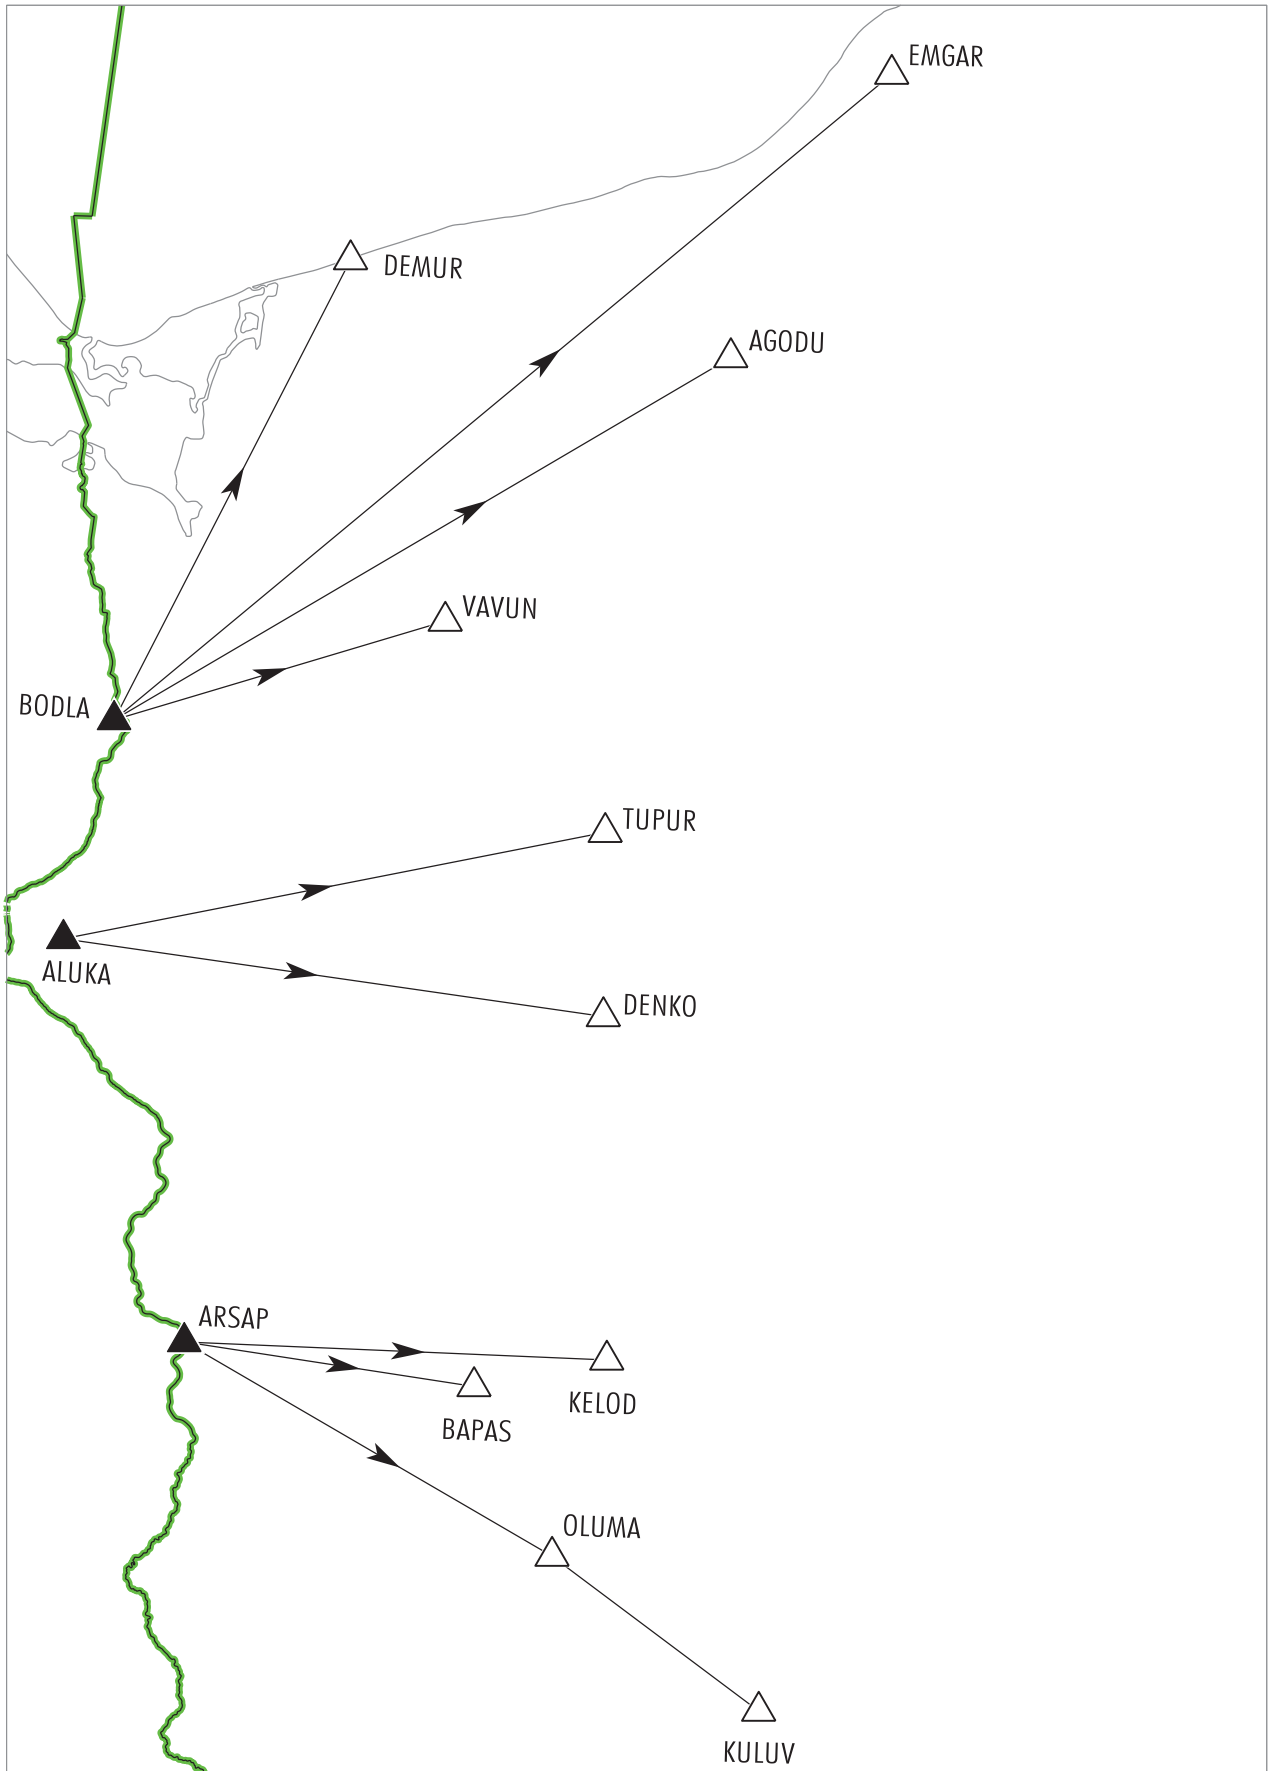 EMGAR
DEMUR
AGODU
VAVUN
BODLA
TUPUR
ALUKA
DENKO
ARSAP
KELOD
BAPAS
OLUMA
KULUV